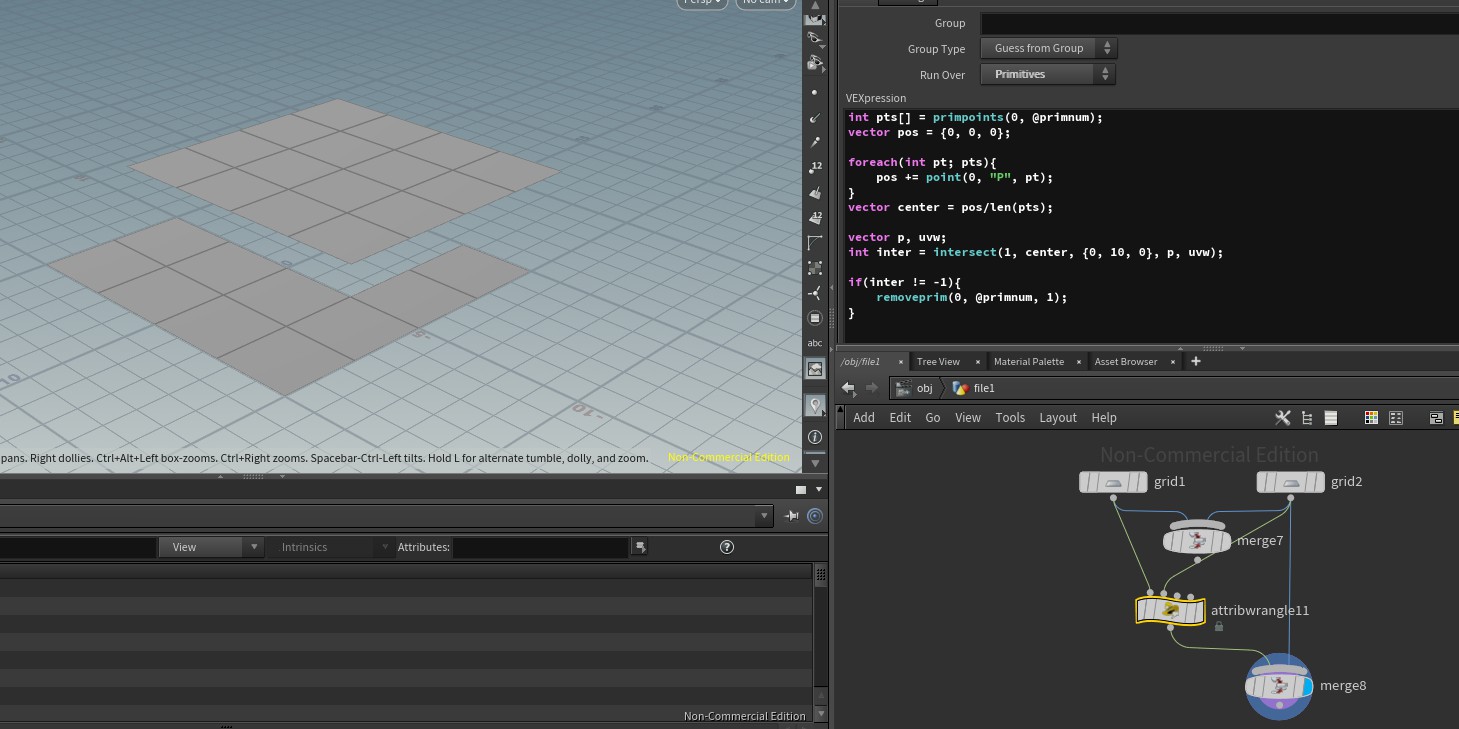 Persp
No cam
Group
Group Type Guess from Group
Run Over Primitives
VEXpression
int pts[] = primpoints(0, @primnum);
vector pos = {0, 0, 0};
foreach(int pt; pts){
pos += point(0, "P", pt);
}
vector center = pos/len(pts);
vector p, uvw;
int inter = intersect(1, center, {0, 10, 0}, p, uvw);
if(inter != -1){
removeprim(0, @primnum, 1);
}
12
12
abc
-10
pans. Right dollies. Ctrl+Alt+Left box-zooms. Ctrl+Right zooms. Spacebar-Ctrl-Left tilts. Hold L for alternate tumble, dolly, and zoom.
Non-Commercial Edition
/obj/file1 Tree View Material Palette Asset Browser
obj file1
Add Edit Go View Tools Layout Help
Non-Commercial Edition
grid1
grid2
merge7
attribwrangle11
merge8
View Intrinsics Attributes:
Non-Commercial Edition